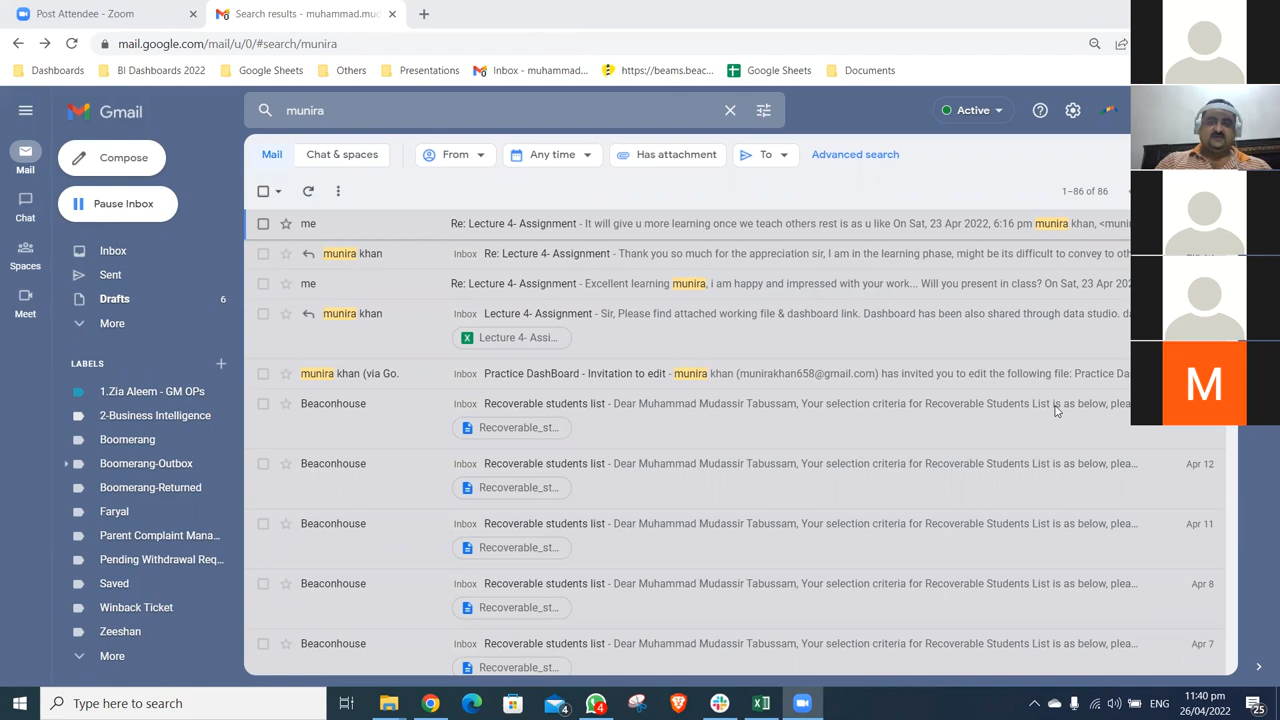 Post Attendee - Zoom
Search results - muhammad.mud
mail.google.com/mail/u/0/#search/munira
Dashboards
BI Dashboards 2022
Google Sheets
Others
Presentations
Inbox - muhammad...
https://beams.beac...
Google Sheets
Documents
Gmail
munira
Active
Mail
Compose
Mail
Chat & spaces
From
Any time
Has attachment
To
Advanced search
Pause Inbox
1–86 of 86
Chat
me
Re: Lecture 4- Assignment - It will give u more learning once we teach others rest is as u like On Sat, 23 Apr 2022, 6:16 pm munira khan, <muni
Spaces
Inbox
munira khan
Inbox Re: Lecture 4- Assignment - Thank you so much for the appreciation sir, I am in the learning phase, might be its difficult to convey to oth
Sent
me
Re: Lecture 4- Assignment - Excellent learning munira, i am happy and impressed with your work... Will you present in class? On Sat, 23 Apr 202
Meet
Drafts 6
munira khan
Inbox Lecture 4- Assignment - Sir, Please find attached working file & dashboard link. Dashboard has been also shared through data studio. da
More
Lecture 4- Assi...
LABELS
munira khan (via Go.
Inbox Practice DashBoard - Invitation to edit - munira khan (munirakhan658@gmail.com) has invited you to edit the following file: Practice Da
M
1.Zia Aleem - GM OPs
Beaconhouse
Inbox Recoverable students list - Dear Muhammad Mudassir Tabussam, Your selection criteria for Recoverable Students List is as below, plea
2-Business Intelligence
Recoverable_st...
Boomerang
Boomerang-Outbox
Beaconhouse
Inbox Recoverable students list - Dear Muhammad Mudassir Tabussam, Your selection criteria for Recoverable Students List is as below, plea... Apr 12
Boomerang-Returned
Recoverable_st...
Faryal
Beaconhouse
Inbox Recoverable students list - Dear Muhammad Mudassir Tabussam, Your selection criteria for Recoverable Students List is as below, plea... Apr 11
Parent Complaint Mana...
Recoverable_st...
Pending Withdrawal Req...
Saved
Beaconhouse
Inbox Recoverable students list - Dear Muhammad Mudassir Tabussam, Your selection criteria for Recoverable Students List is as below, plea... Apr 8
Winback Ticket
Recoverable_st...
Zeeshan
Beaconhouse
Inbox Recoverable students list - Dear Muhammad Mudassir Tabussam, Your selection criteria for Recoverable Students List is as below, plea... Apr 7
More
Recoverable_st...
Type here to search
4
4
ENG
11:40 pm
26/04/2022
25